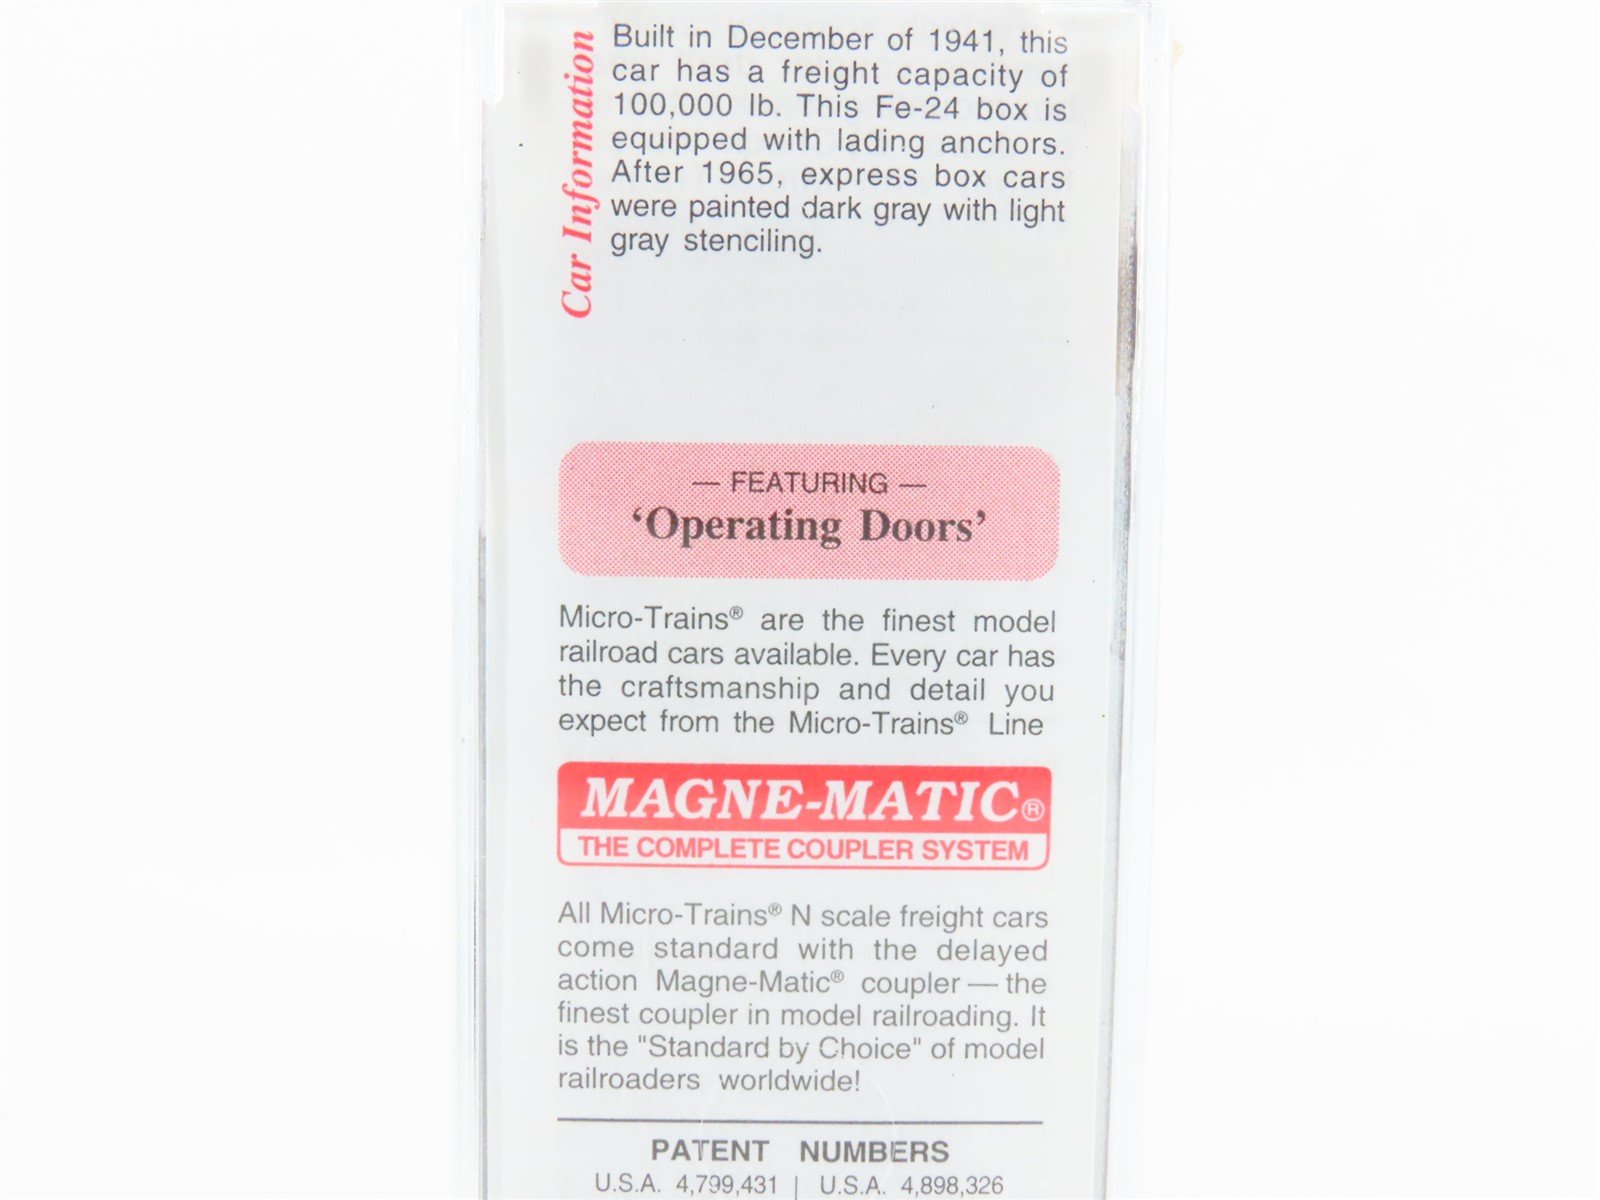 Car Information
Built in December of 1941, this
car has a freight capacity of
100,000 lb. This Fe-24 box is
equipped with lading anchors.
After 1965, express box cars
were painted dark gray with light
gray stenciling.
— FEATURING —
‘Operating Doors’
Micro-Trains® are the finest model
railroad cars available. Every car has
the craftsmanship and detail you
expect from the Micro-Trains® Line
MAGNE-MATIC®
THE COMPLETE COUPLER SYSTEM
All Micro-Trains® N scale freight cars
come standard with the delayed
action Magne-Matic® coupler — the
finest coupler in model railroading. It
is the "Standard by Choice" of model
railroaders worldwide!
PATENT NUMBERS
U.S.A. 4,799,431 | U.S.A. 4,898,326